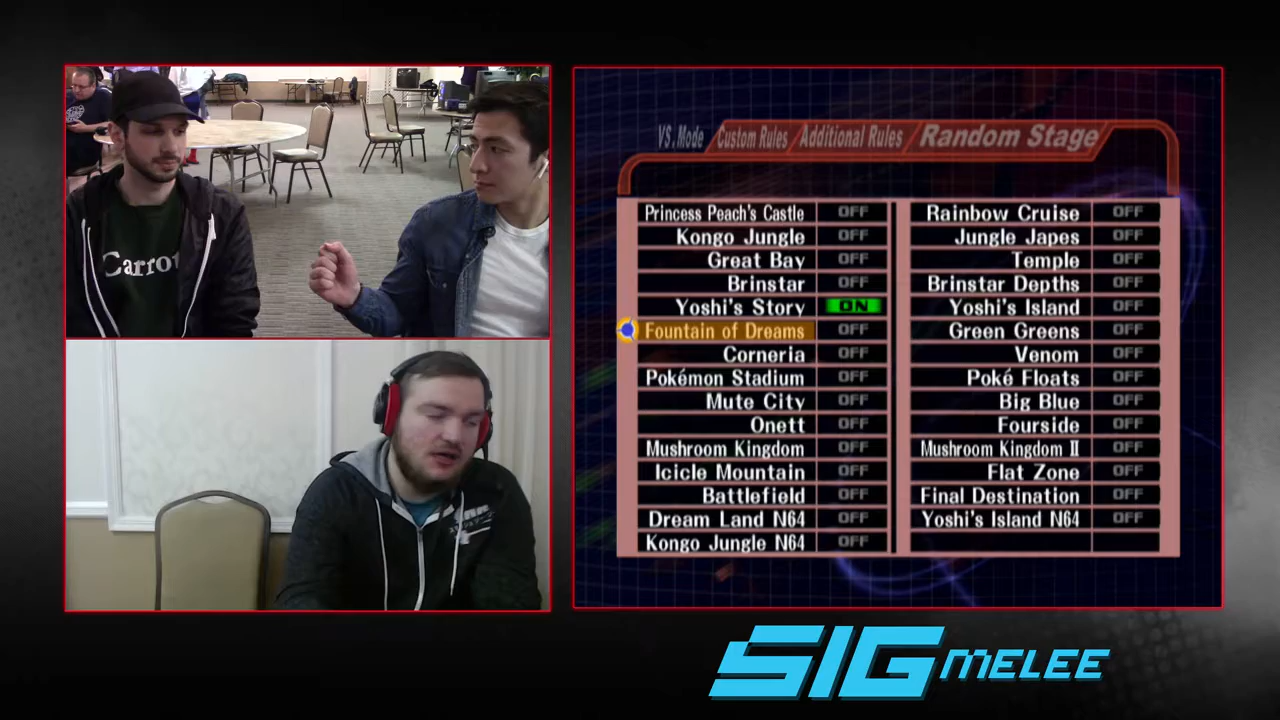 Carrot
VS. Mode Custom Rules Additional Rules Random Stage
Princess Peach's Castle OFF Rainbow Cruise OFF
Kongo Jungle OFF Jungle Japes OFF
Great Bay OFF Temple OFF
Brinstar OFF Brinstar Depths OFF
Yoshi's Story ON Yoshi's Island OFF
Fountain of Dreams OFF Green Greens OFF
Corneria OFF Venom OFF
Pokémon Stadium OFF Poké Floats OFF
Mute City OFF Big Blue OFF
Onett OFF Fourside OFF
Mushroom Kingdom OFF Mushroom Kingdom II OFF
Icicle Mountain OFF Flat Zone OFF
Battlefield OFF Final Destination OFF
Dream Land N64 OFF Yoshi's Island N64 OFF
Kongo Jungle N64 OFF
SIG MELEE